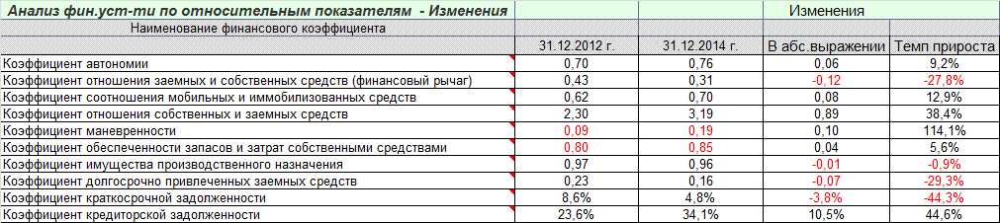 Анализ фин.уст-ти по относительным показателям - Изменения Изменения
Наименование финансового коэффициента
31.12.2012 г. 31.12.2014 г. В абс.выражении Темп прироста
Коэффициент автономии 0,70 0,76 0,06 9,2%
Коэффициент отношения заемных и собственных средств (финансовый рычаг) 0,43 0,31 -0,12 -27,8%
Коэффициент соотношения мобильных и иммобилизованных средств 0,62 0,70 0,08 12,9%
Коэффициент отношения собственных и заемных средств 2,30 3,19 0,89 38,4%
Коэффициент маневренности 0,09 0,19 0,10 114,1%
Коэффициент обеспеченности запасов и затрат собственными средствами 0,80 0,85 0,04 5,6%
Коэффициент имущества производственного назначения 0,97 0,96 -0,01 -0,9%
Коэффициент долгосрочно привлеченных заемных средств 0,23 0,16 -0,07 -29,3%
Коэффициент краткосрочной задолженности 8,6% 4,8% -3,8% -44,3%
Коэффициент кредиторской задолженности 23,6% 34,1% 10,5% 44,6%